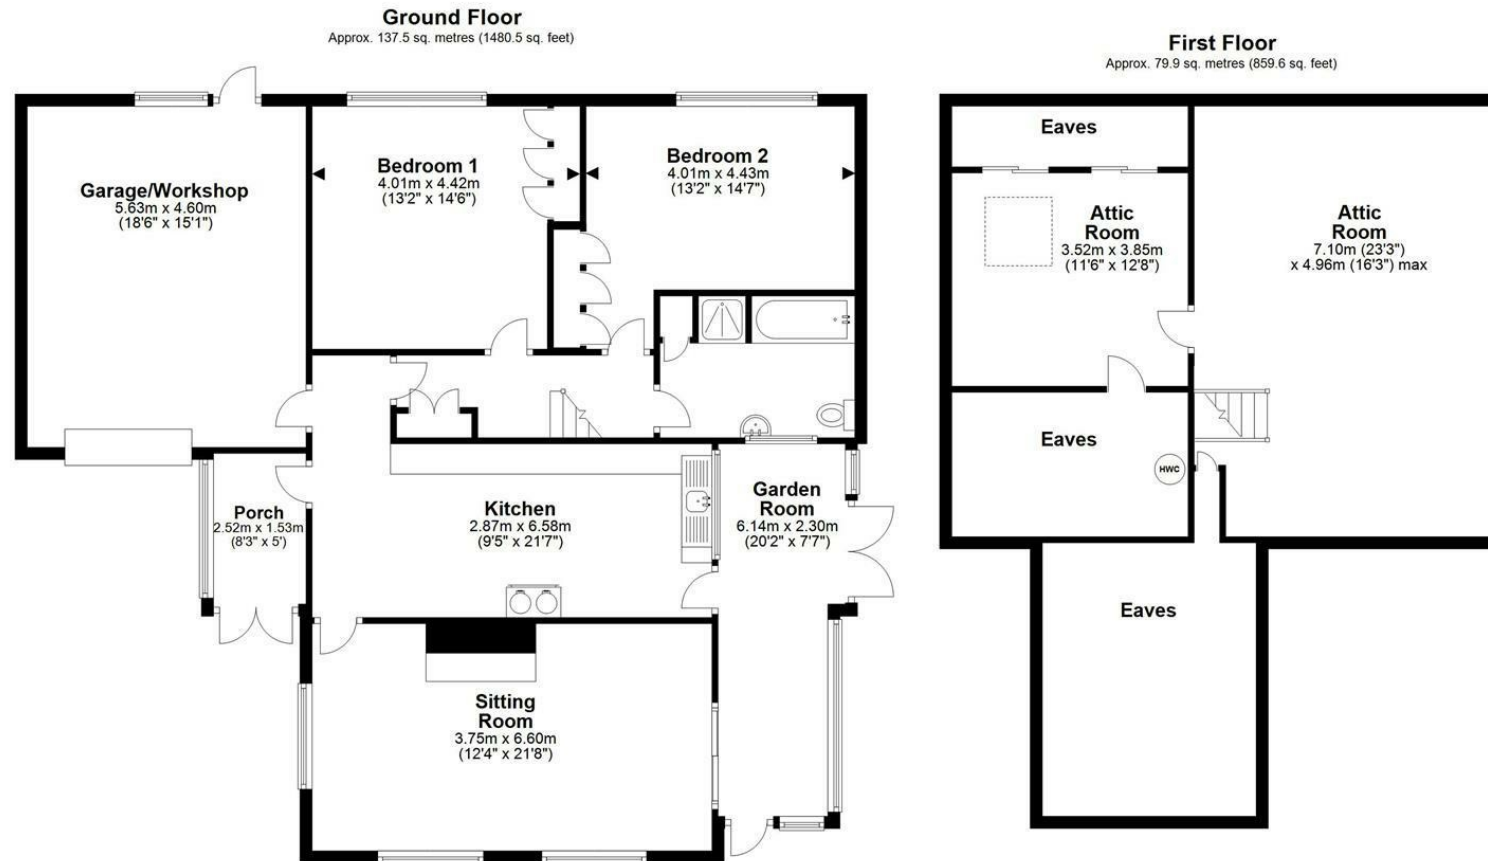 Ground Floor
Approx. 137.5 sq. metres (1480.5 sq. feet)
Garage/Workshop
5.63m x 4.60m
(18'6" x 15'1")
Bedroom 1
4.01m x 4.42m
(13'2" x 14'6")
Bedroom 2
4.01m x 4.43m
(13'2" x 14'7")
Porch
2.52m x 1.53m
(8'3" x 5')
Kitchen
2.87m x 6.58m
(9'5" x 21'7")
Garden
Room
6.14m x 2.30m
(20'2" x 7'7")
Sitting
Room
3.75m x 6.60m
(12'4" x 21'8")
First Floor
Approx. 79.9 sq. metres (859.6 sq. feet)
Eaves
Attic
Room
3.52m x 3.85m
(11'6" x 12'8")
Attic
Room
7.10m (23'3")
x 4.96m (16'3") max
Eaves
HWC
Eaves